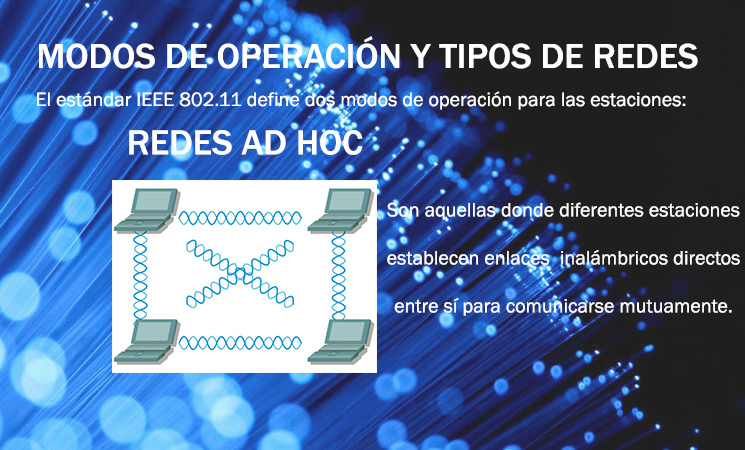 MODOS DE OPERACIÓN Y TIPOS DE REDES
El estándar IEEE 802.11 define dos modos de operación para las estaciones:
REDES AD HOC
Son aquellas donde diferentes estaciones
establecen enlaces inalámbricos directos
entre sí para comunicarse mutuamente.